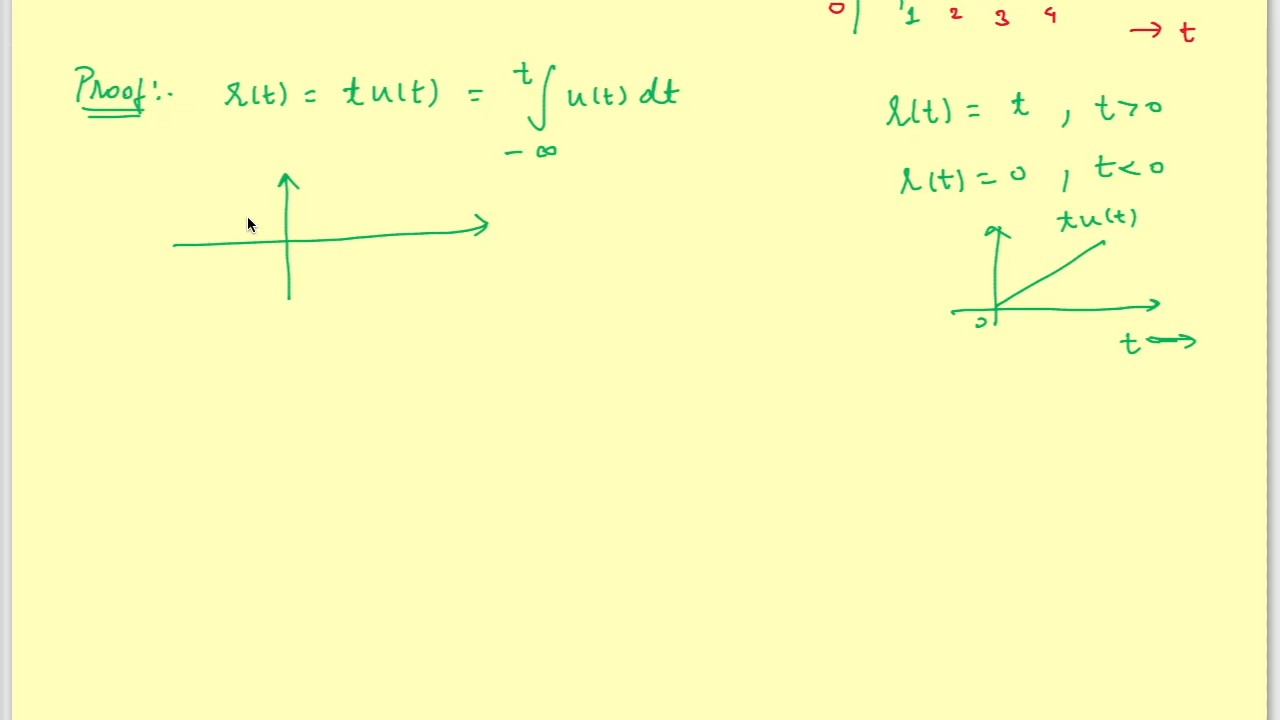 0 1 2 3 4
→ t
Proof:- r(t) = t u(t) = ∫_{-∞}^{t} u(t) dt
r(t) = t , t>0
r(t) = 0 , t<0
t u(t)
0
t →